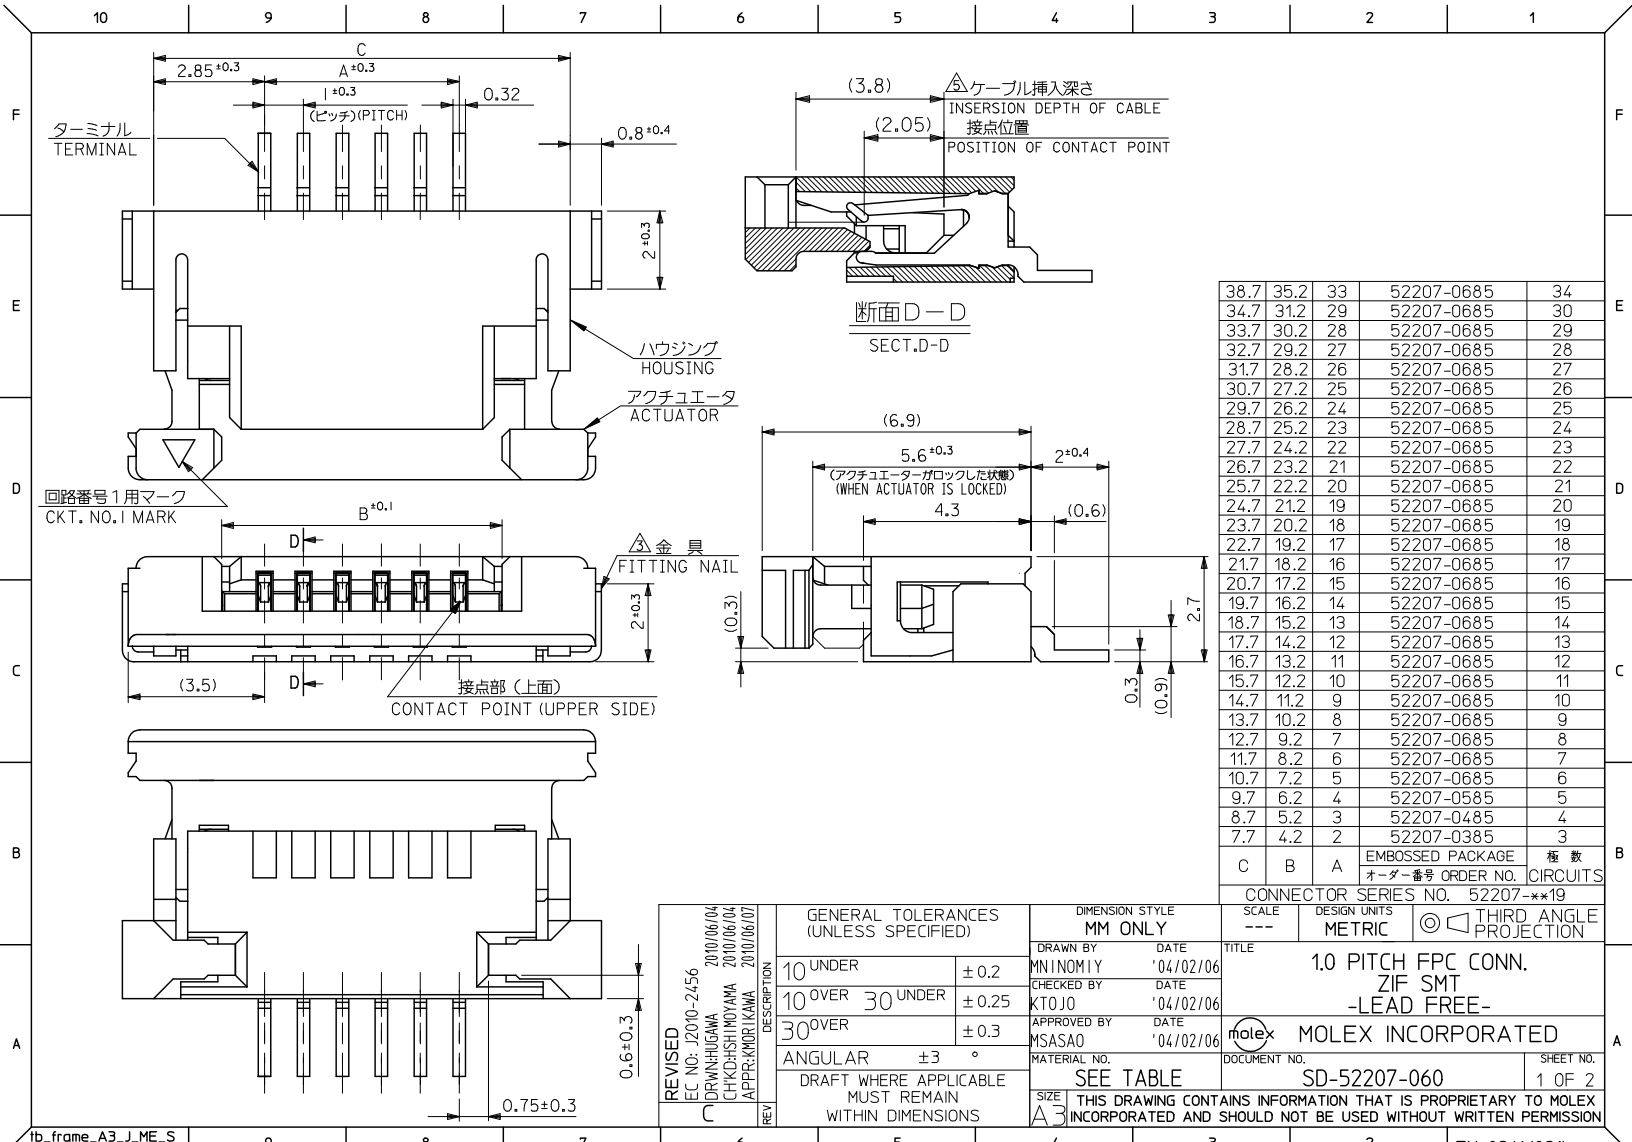 10 9 8 7 6 5 4 3 2 1
F
E
D
C
B
A
C
2.85±0.3
A±0.3
1±0.3
(ピッチ)(PITCH)
0.32
0.8±0.4
ターミナル
TERMINAL
2±0.3
ハウジング
HOUSING
アクチュエータ
ACTUATOR
回路番号1用マーク
CKT. NO.1 MARK
(3.8)
5 ケーブル挿入深さ
INSERSION DEPTH OF CABLE
(2.05)
接点位置
POSITION OF CONTACT POINT
断面D-D
SECT.D-D
B±0.1
D
3 金具
FITTING NAIL
2±0.3
(3.5)
D
接点部(上面)
CONTACT POINT (UPPER SIDE)
(6.9)
5.6±0.3
2±0.4
(アクチュエーターがロックした状態)
(WHEN ACTUATOR IS LOCKED)
4.3
(0.6)
(0.3)
2.7
0.3
(0.9)
0.6±0.3
0.75±0.3
38.7 35.2 33 52207-0685 34
34.7 31.2 29 52207-0685 30
33.7 30.2 28 52207-0685 29
32.7 29.2 27 52207-0685 28
31.7 28.2 26 52207-0685 27
30.7 27.2 25 52207-0685 26
29.7 26.2 24 52207-0685 25
28.7 25.2 23 52207-0685 24
27.7 24.2 22 52207-0685 23
26.7 23.2 21 52207-0685 22
25.7 22.2 20 52207-0685 21
24.7 21.2 19 52207-0685 20
23.7 20.2 18 52207-0685 19
22.7 19.2 17 52207-0685 18
21.7 18.2 16 52207-0685 17
20.7 17.2 15 52207-0685 16
19.7 16.2 14 52207-0685 15
18.7 15.2 13 52207-0685 14
17.7 14.2 12 52207-0685 13
16.7 13.2 11 52207-0685 12
15.7 12.2 10 52207-0685 11
14.7 11.2 9 52207-0685 10
13.7 10.2 8 52207-0685 9
12.7 9.2 7 52207-0685 8
11.7 8.2 6 52207-0685 7
10.7 7.2 5 52207-0685 6
9.7 6.2 4 52207-0585 5
8.7 5.2 3 52207-0485 4
7.7 4.2 2 52207-0385 3
C B A EMBOSSED PACKAGE 極数
オーダー番号 ORDER NO. CIRCUITS
CONNECTOR SERIES NO. 52207-**19
REVISED
EC NO: J2010-2456
DRWN:HUGAWA 2010/06/04
CH'KD:HSHIMOYAMA 2010/06/04
APPR:KMORIKAWA 2010/06/07
DESCRIPTION
C
REV
GENERAL TOLERANCES
(UNLESS SPECIFIED)
10 UNDER ±0.2
10 OVER 30 UNDER ±0.25
30 OVER ±0.3
ANGULAR ±3 °
DRAFT WHERE APPLICABLE
MUST REMAIN
WITHIN DIMENSIONS
DIMENSION STYLE
MM ONLY
DRAWN BY DATE
MNINOMIY '04/02/06
CHECKED BY DATE
KTOJO '04/02/06
APPROVED BY DATE
MSASAO '04/02/06
MATERIAL NO.
SEE TABLE
SIZE
A3
SCALE
---
DESIGN UNITS
METRIC
THIRD ANGLE
PROJECTION
TITLE
1.0 PITCH FPC CONN.
ZIF SMT
-LEAD FREE-
molex MOLEX INCORPORATED
DOCUMENT NO.
SD-52207-060
SHEET NO.
1 OF 2
THIS DRAWING CONTAINS INFORMATION THAT IS PROPRIETARY TO MOLEX
INCORPORATED AND SHOULD NOT BE USED WITHOUT WRITTEN PERMISSION
F
E
D
C
B
A
tb_frame_A3_J_ME_S